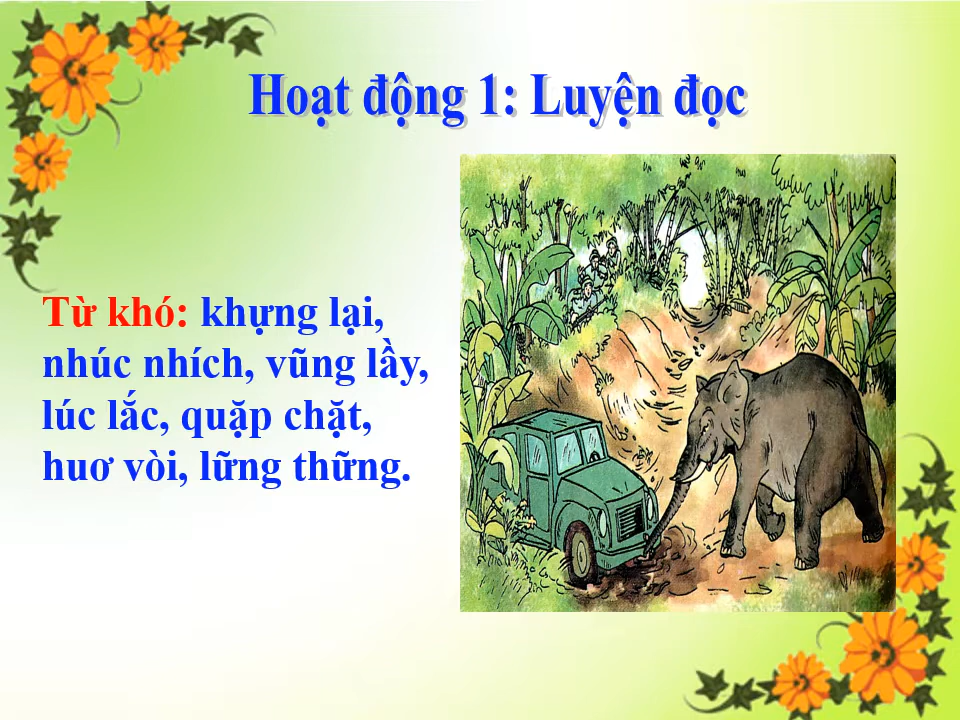 Hoạt động 1: Luyện đọc
Từ khó: khựng lại,
nhúc nhích, vũng lầy,
lúc lắc, quặp chặt,
huơ vòi, lững thững.